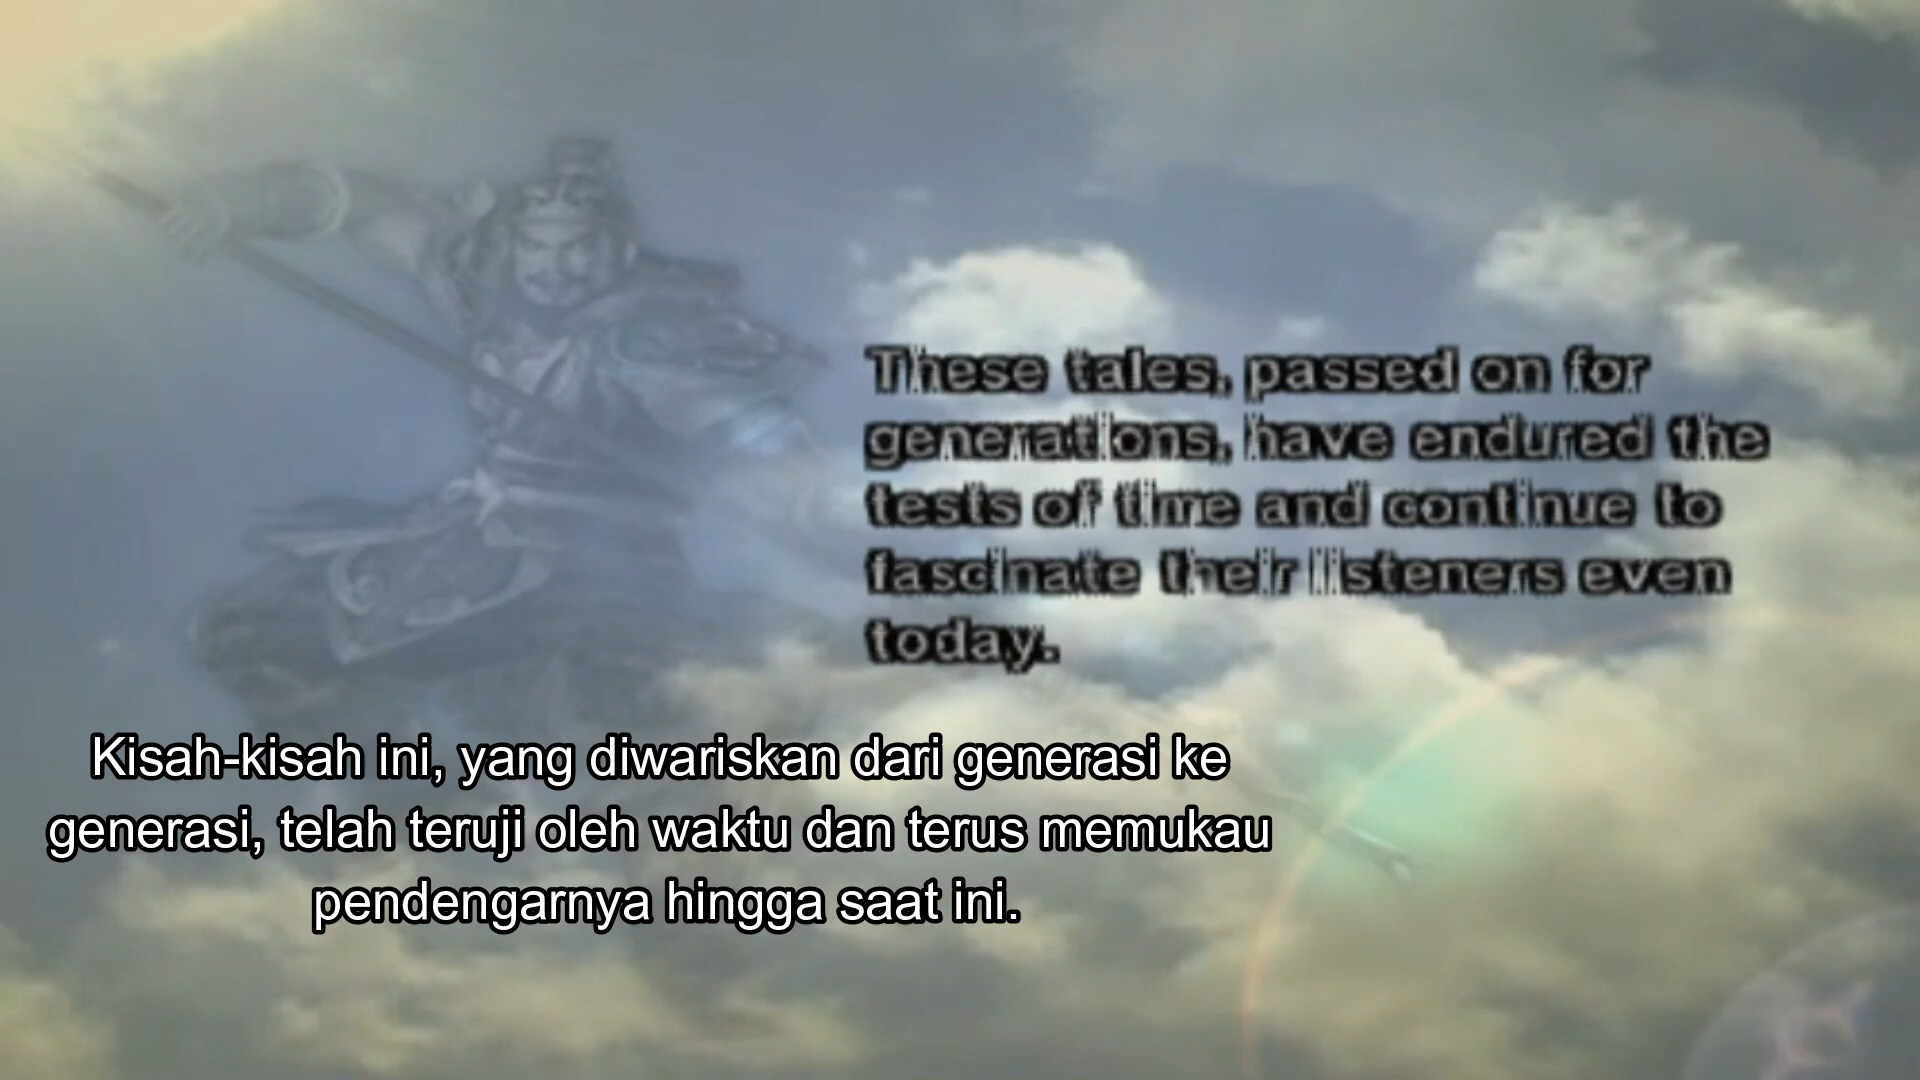 These tales, passed on for
generations, have endured the
tests of time and continue to
fascinate their listeners even
today.
Kisah-kisah ini, yang diwariskan dari generasi ke
generasi, telah teruji oleh waktu dan terus memukau
pendengarnya hingga saat ini.